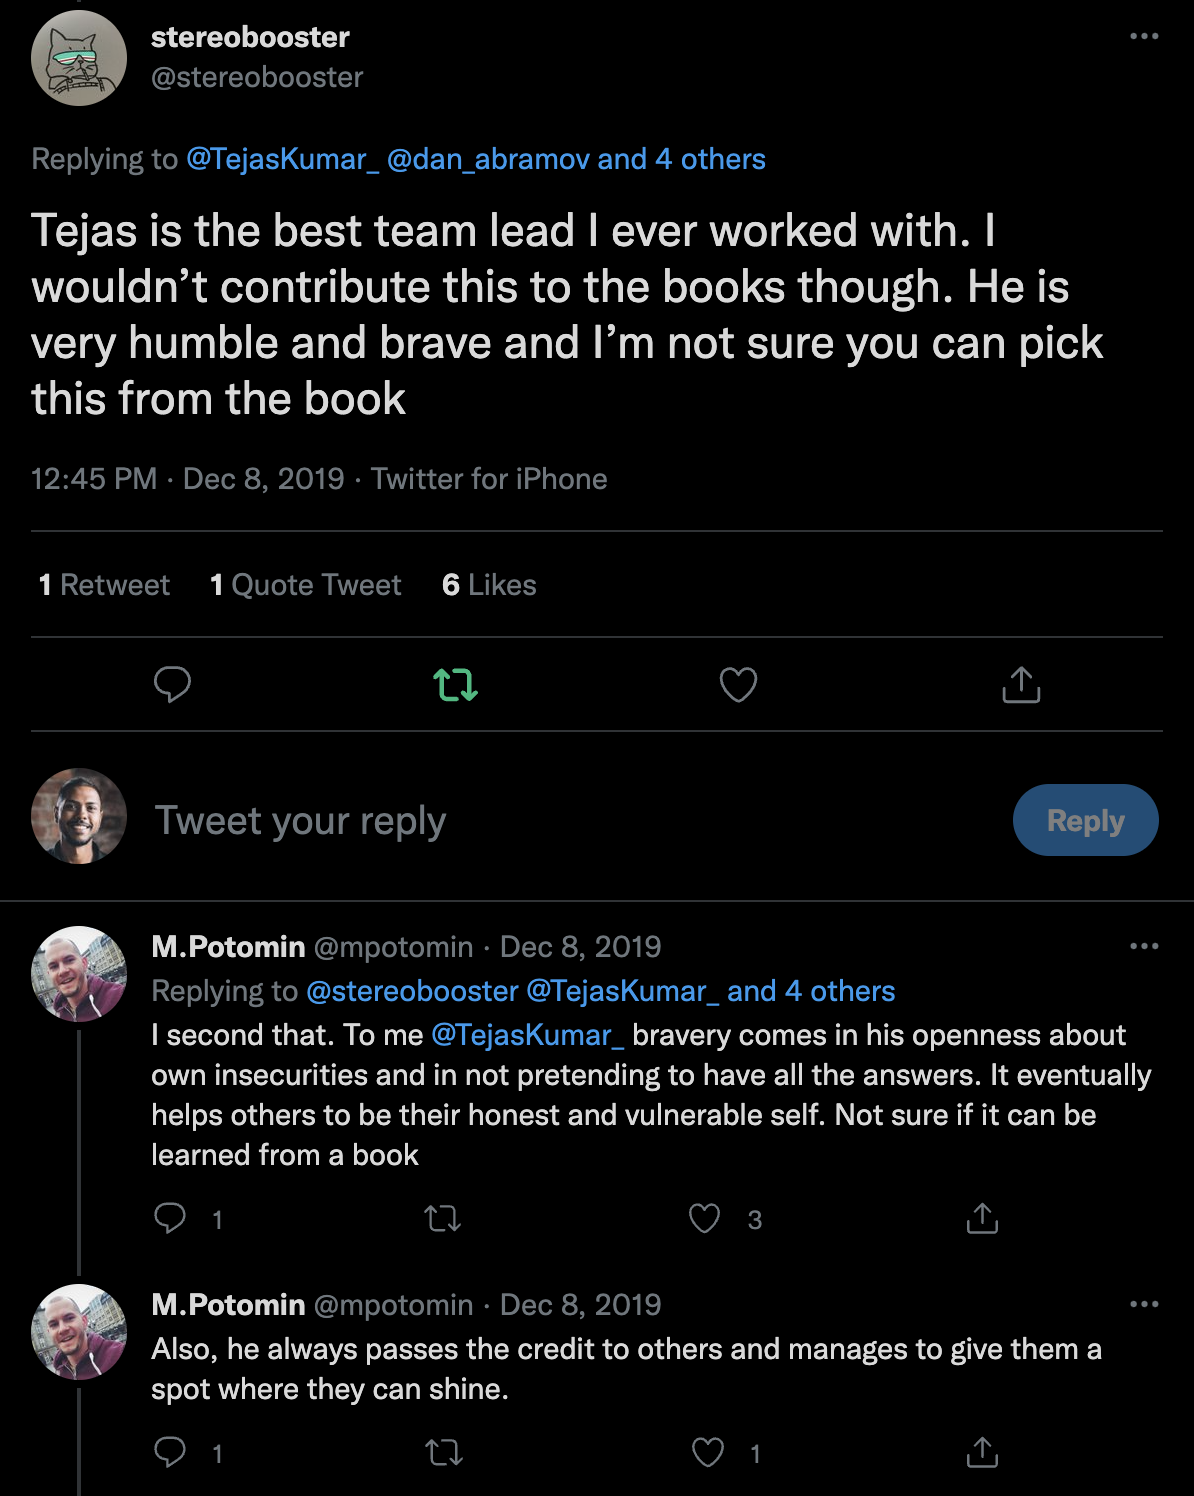 stereobooster
@stereobooster
Replying to @TejasKumar_ @dan_abramov and 4 others
Tejas is the best team lead I ever worked with. I
wouldn’t contribute this to the books though. He is
very humble and brave and I’m not sure you can pick
this from the book
12:45 PM · Dec 8, 2019 · Twitter for iPhone
1 Retweet 1 Quote Tweet 6 Likes
Tweet your reply
Reply
M.Potomin @mpotomin · Dec 8, 2019
Replying to @stereobooster @TejasKumar_ and 4 others
I second that. To me @TejasKumar_ bravery comes in his openness about
own insecurities and in not pretending to have all the answers. It eventually
helps others to be their honest and vulnerable self. Not sure if it can be
learned from a book
1 3
M.Potomin @mpotomin · Dec 8, 2019
Also, he always passes the credit to others and manages to give them a
spot where they can shine.
1 1